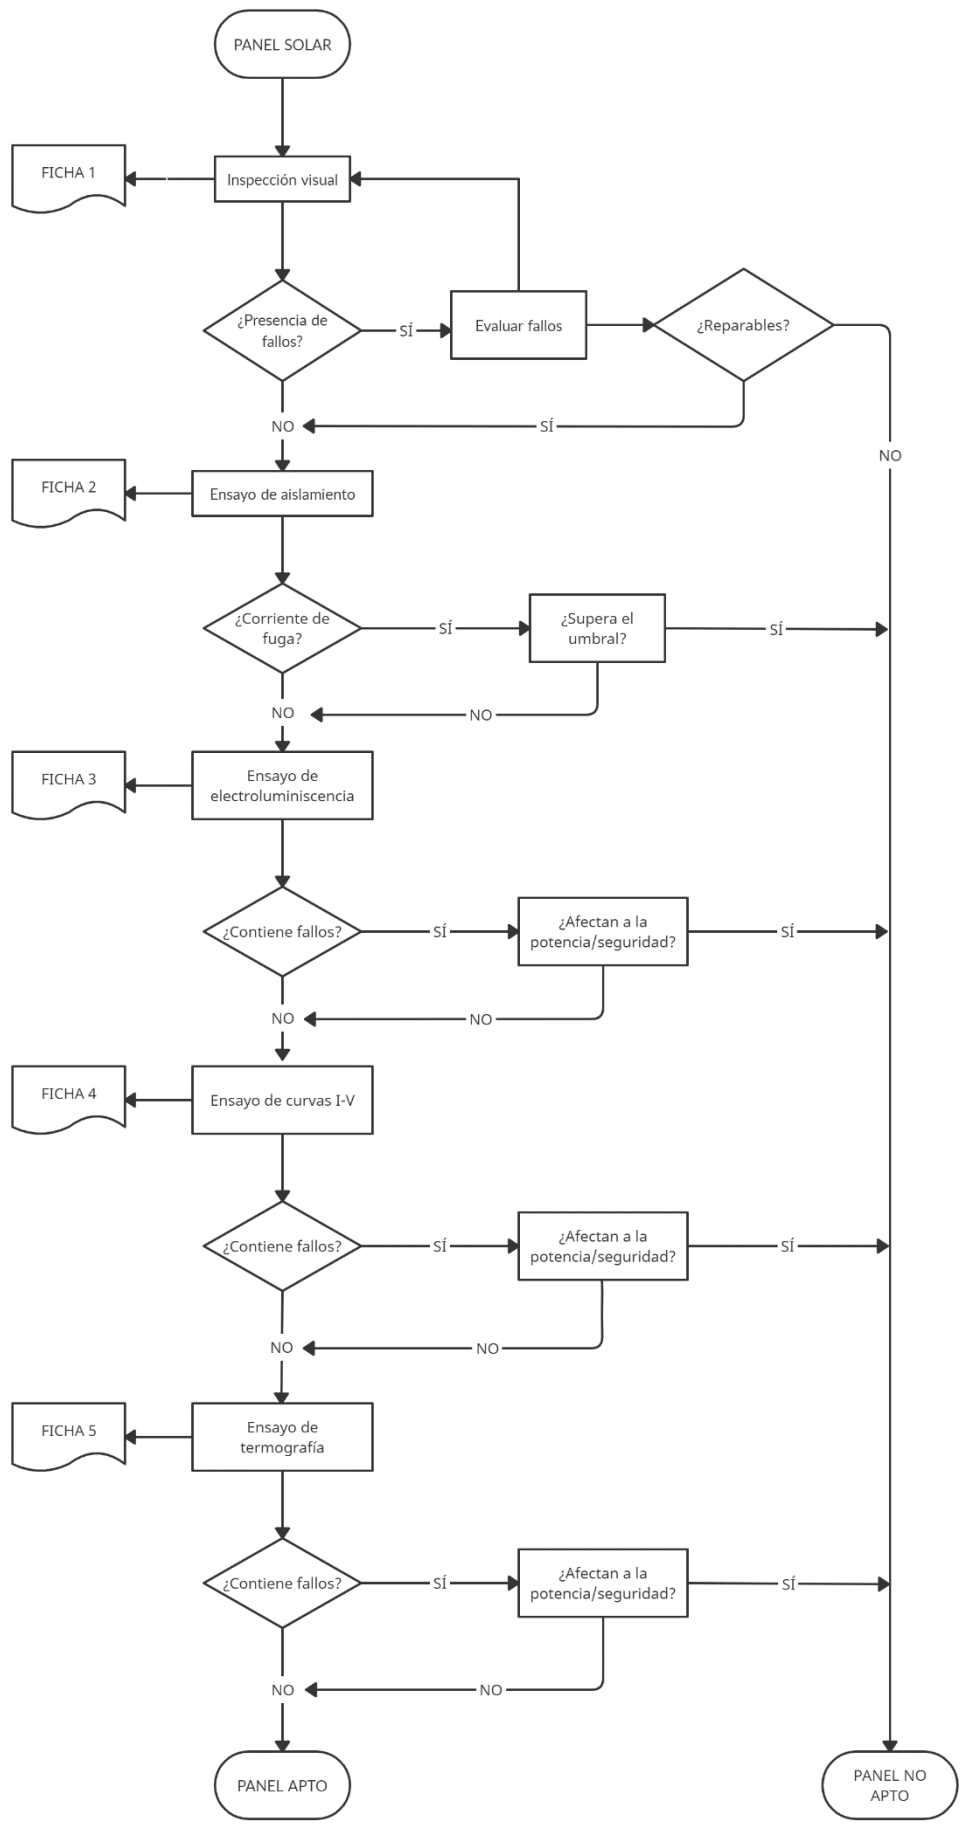 PANEL SOLAR
FICHA 1
Inspección visual
¿Presencia de
fallos?
SÍ
Evaluar fallos
¿Reparables?
NO
SÍ
NO
FICHA 2
Ensayo de aislamiento
¿Corriente de
fuga?
SÍ
¿Supera el
umbral?
SÍ
NO
NO
FICHA 3
Ensayo de
electroluminiscencia
¿Contiene fallos?
SÍ
¿Afectan a la
potencia/seguridad?
SÍ
NO
NO
FICHA 4
Ensayo de curvas I-V
¿Contiene fallos?
SÍ
¿Afectan a la
potencia/seguridad?
SÍ
NO
NO
FICHA 5
Ensayo de
termografía
¿Contiene fallos?
SÍ
¿Afectan a la
potencia/seguridad?
SÍ
NO
NO
PANEL APTO
PANEL NO
APTO